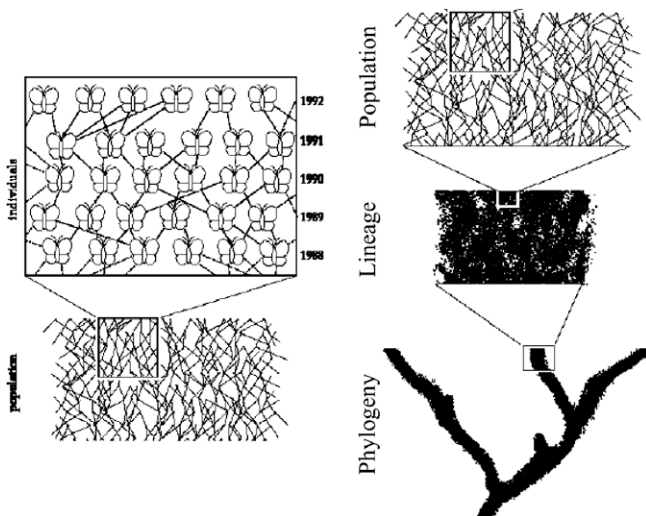 individuals
1992
1991
1990
1989
1988
population
Population
Lineage
Phylogeny